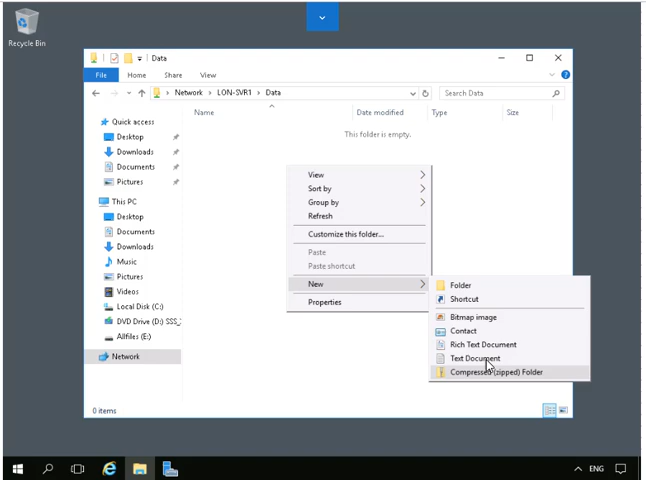 Recycle Bin
Data
File
Home
Share
View
Network > LON-SVR1 > Data
Search Data
Name
Date modified
Type
Size
This folder is empty.
Quick access
Desktop
Downloads
Documents
Pictures
This PC
Desktop
Documents
Downloads
Music
Pictures
Videos
Local Disk (C:)
DVD Drive (D:) SSS_
Allfiles (E:)
Network
View
Sort by
Group by
Refresh
Customize this folder...
Paste
Paste shortcut
New
Properties
Folder
Shortcut
Bitmap image
Contact
Rich Text Document
Text Document
Compressed (zipped) Folder
0 items
ENG